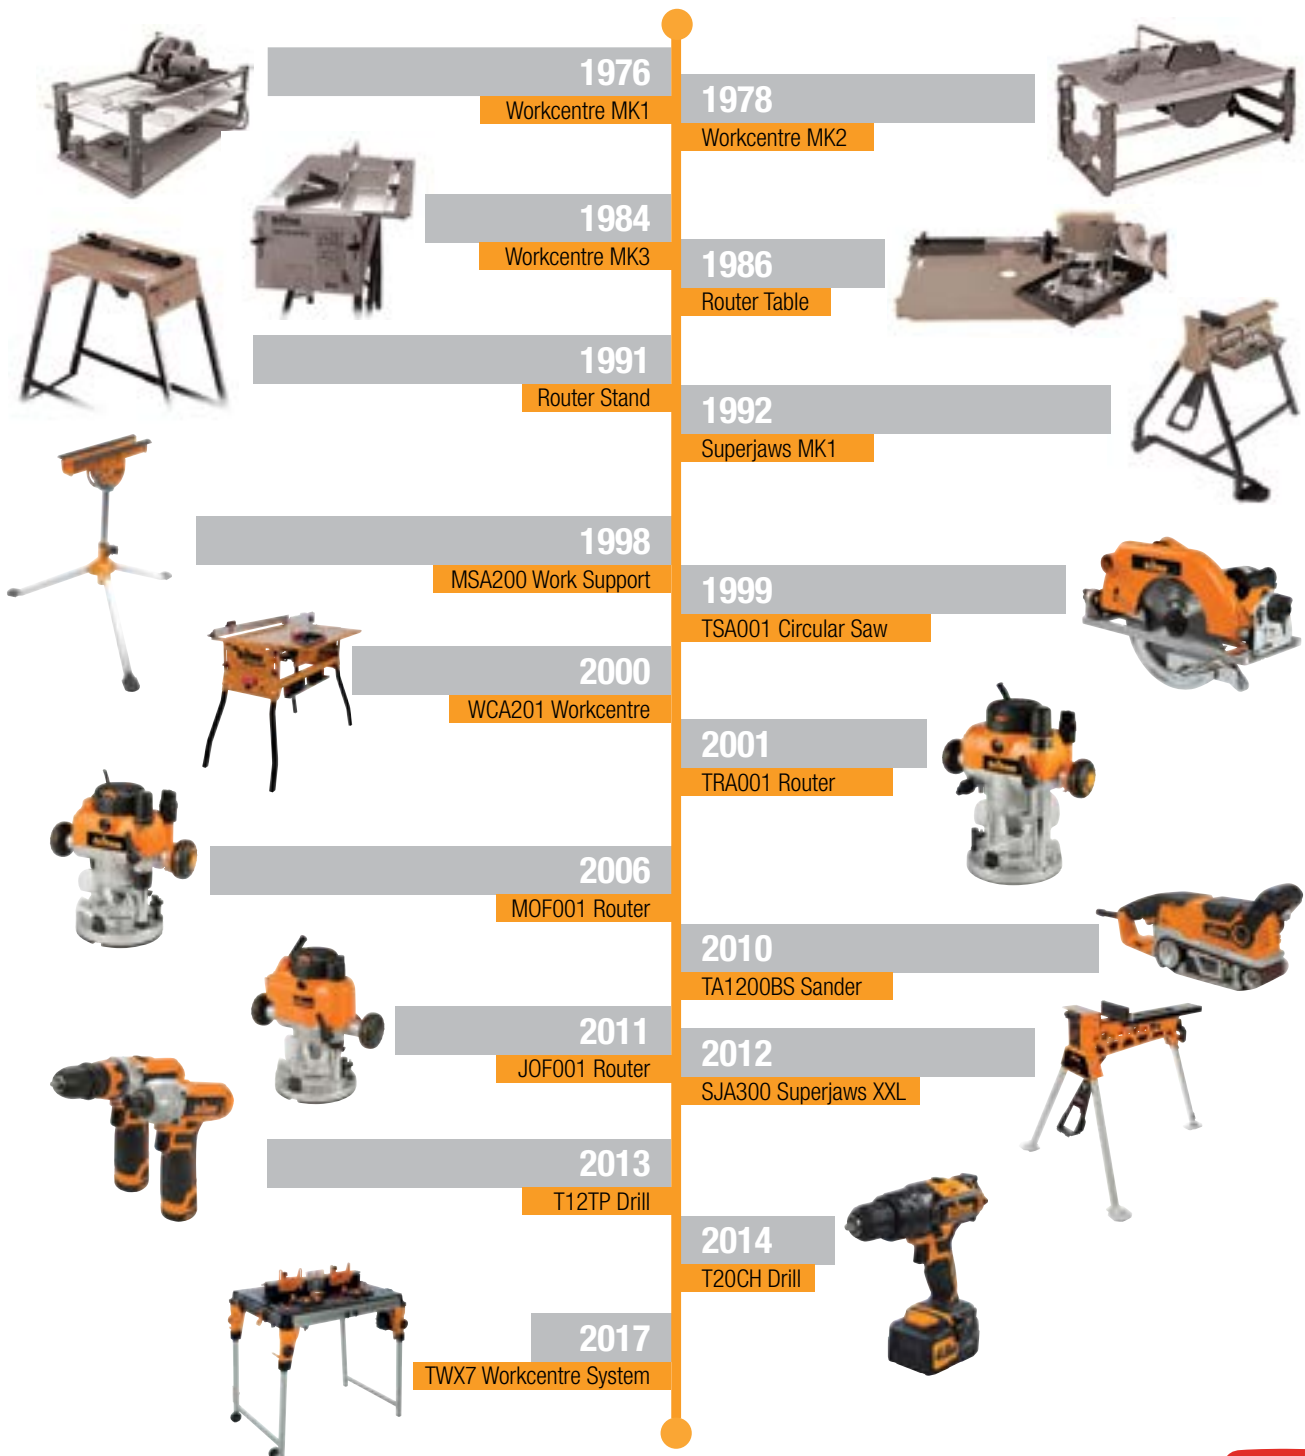 1976
Workcentre MK1
1978
Workcentre MK2
1984
Workcentre MK3
1986
Router Table
1991
Router Stand
1992
Superjaws MK1
1998
MSA200 Work Support
1999
TSA001 Circular Saw
2000
WCA201 Workcentre
2001
TRA001 Router
2006
MOF001 Router
2010
TA1200BS Sander
2011
JOF001 Router
2012
SJA300 Superjaws XXL
2013
T12TP Drill
2014
T20CH Drill
2017
TWX7 Workcentre System